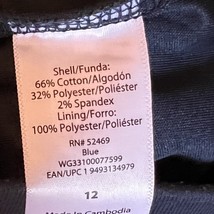 Shell/Funda:
66% Cotton/Algodón
32% Polyester/Poliéster
2% Spandex
Lining/Forro:
100% Polyester/Poliéster
RN# 52469
Blue
WG33100077599
EAN/UPC 1 9493134979
12
Made In Cambodia